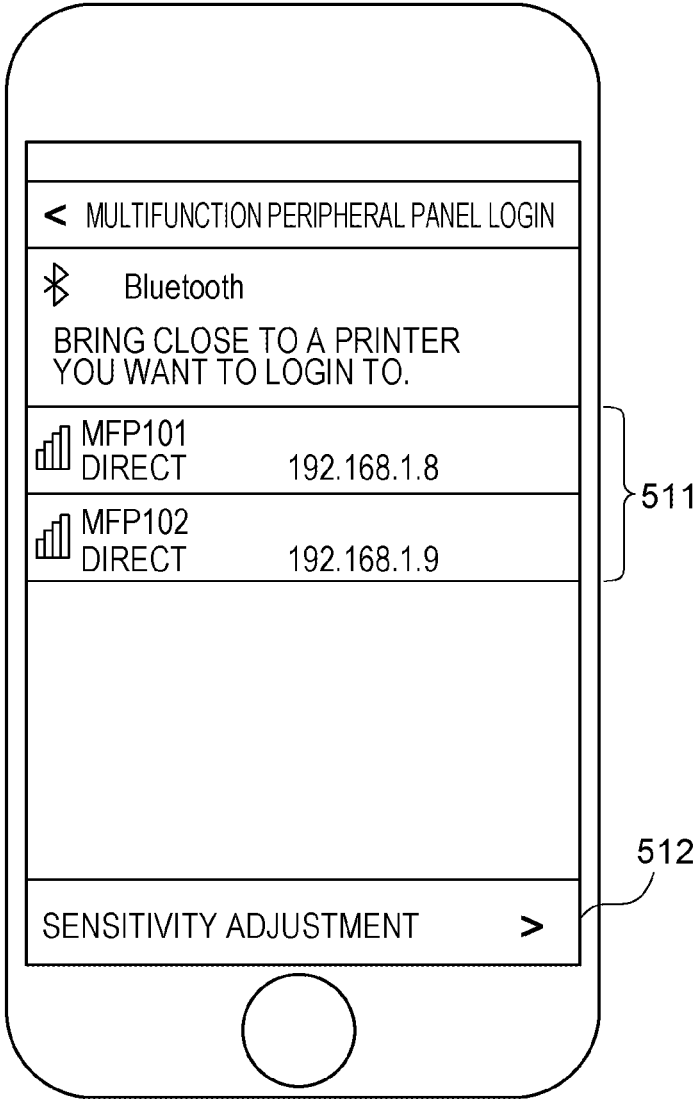 < MULTIFUNCTION PERIPHERAL PANEL LOGIN
Bluetooth
BRING CLOSE TO A PRINTER
YOU WANT TO LOGIN TO.
MFP101
DIRECT 192.168.1.8
511
MFP102
DIRECT 192.168.1.9
512
SENSITIVITY ADJUSTMENT >